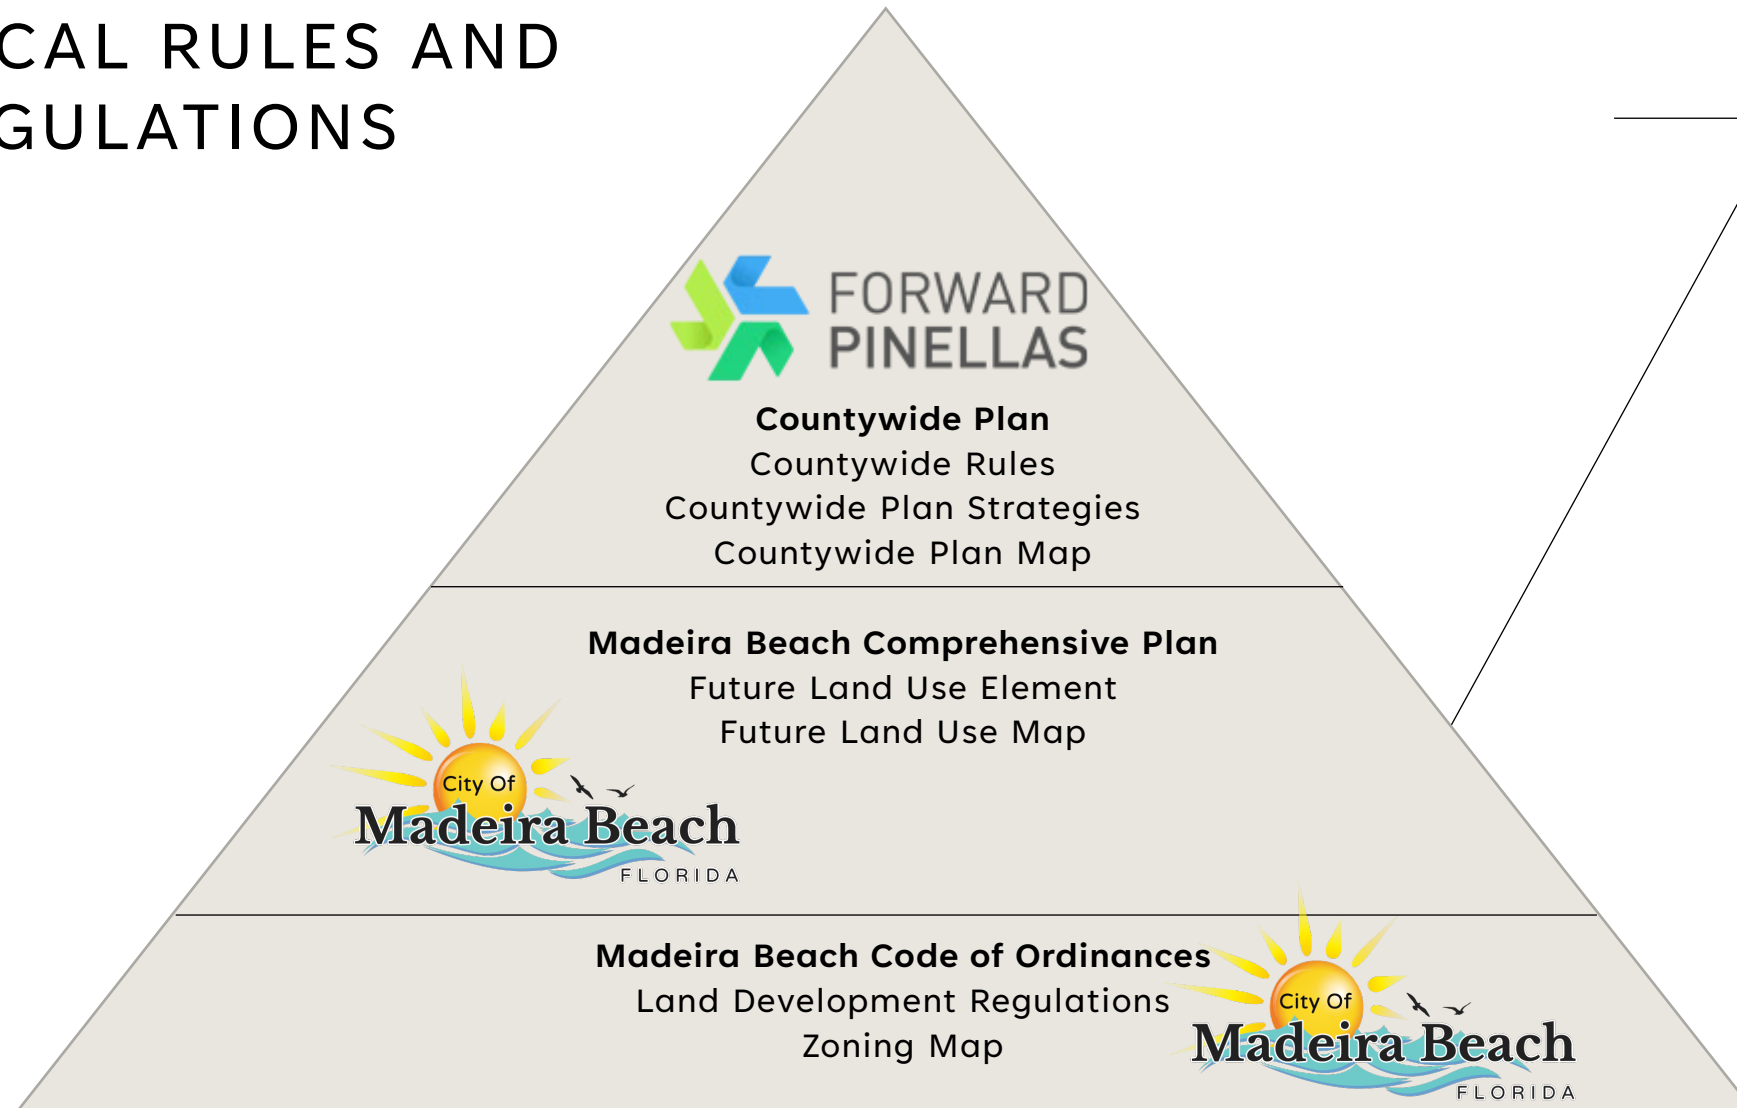 CAL RULES AND
GULATIONS
FORWARD
PINELLAS
Countywide Plan
Countywide Rules
Countywide Plan Strategies
Countywide Plan Map
Madeira Beach Comprehensive Plan
Future Land Use Element
Future Land Use Map
City Of
Madeira Beach
FLORIDA
Madeira Beach Code of Ordinances
Land Development Regulations
Zoning Map
City Of
Madeira Beach
FLORIDA